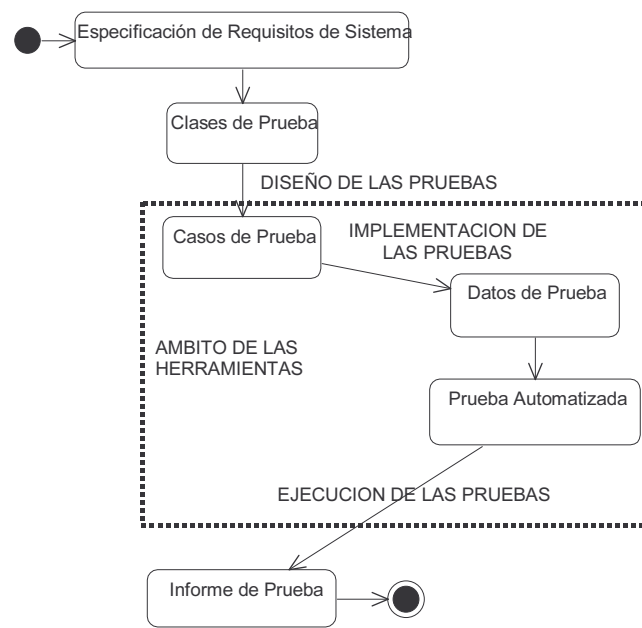 Especificación de Requisitos de Sistema
Clases de Prueba
DISEÑO DE LAS PRUEBAS
Casos de Prueba
IMPLEMENTACION DE
LAS PRUEBAS
Datos de Prueba
AMBITO DE LAS
HERRAMIENTAS
Prueba Automatizada
EJECUCION DE LAS PRUEBAS
Informe de Prueba